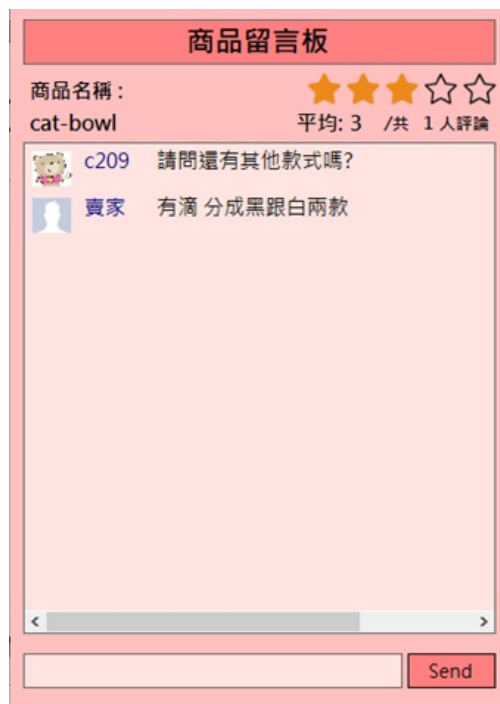 商品留言板
商品名稱 :
cat-bowl
平均: 3 /共 1 人評論
c209 請問還有其他款式嗎?
賣家 有滴 分成黑跟白兩款
Send